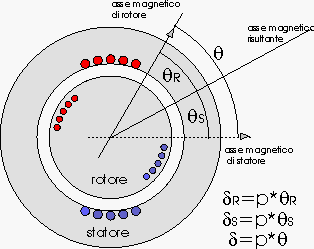 asse magnetico
di rotore
asse magnetico
risultante
θ
θR
θS
asse magnetico
di statore
rotore
statore
δR=p*θR
δS=p*θS
δ=p*θ